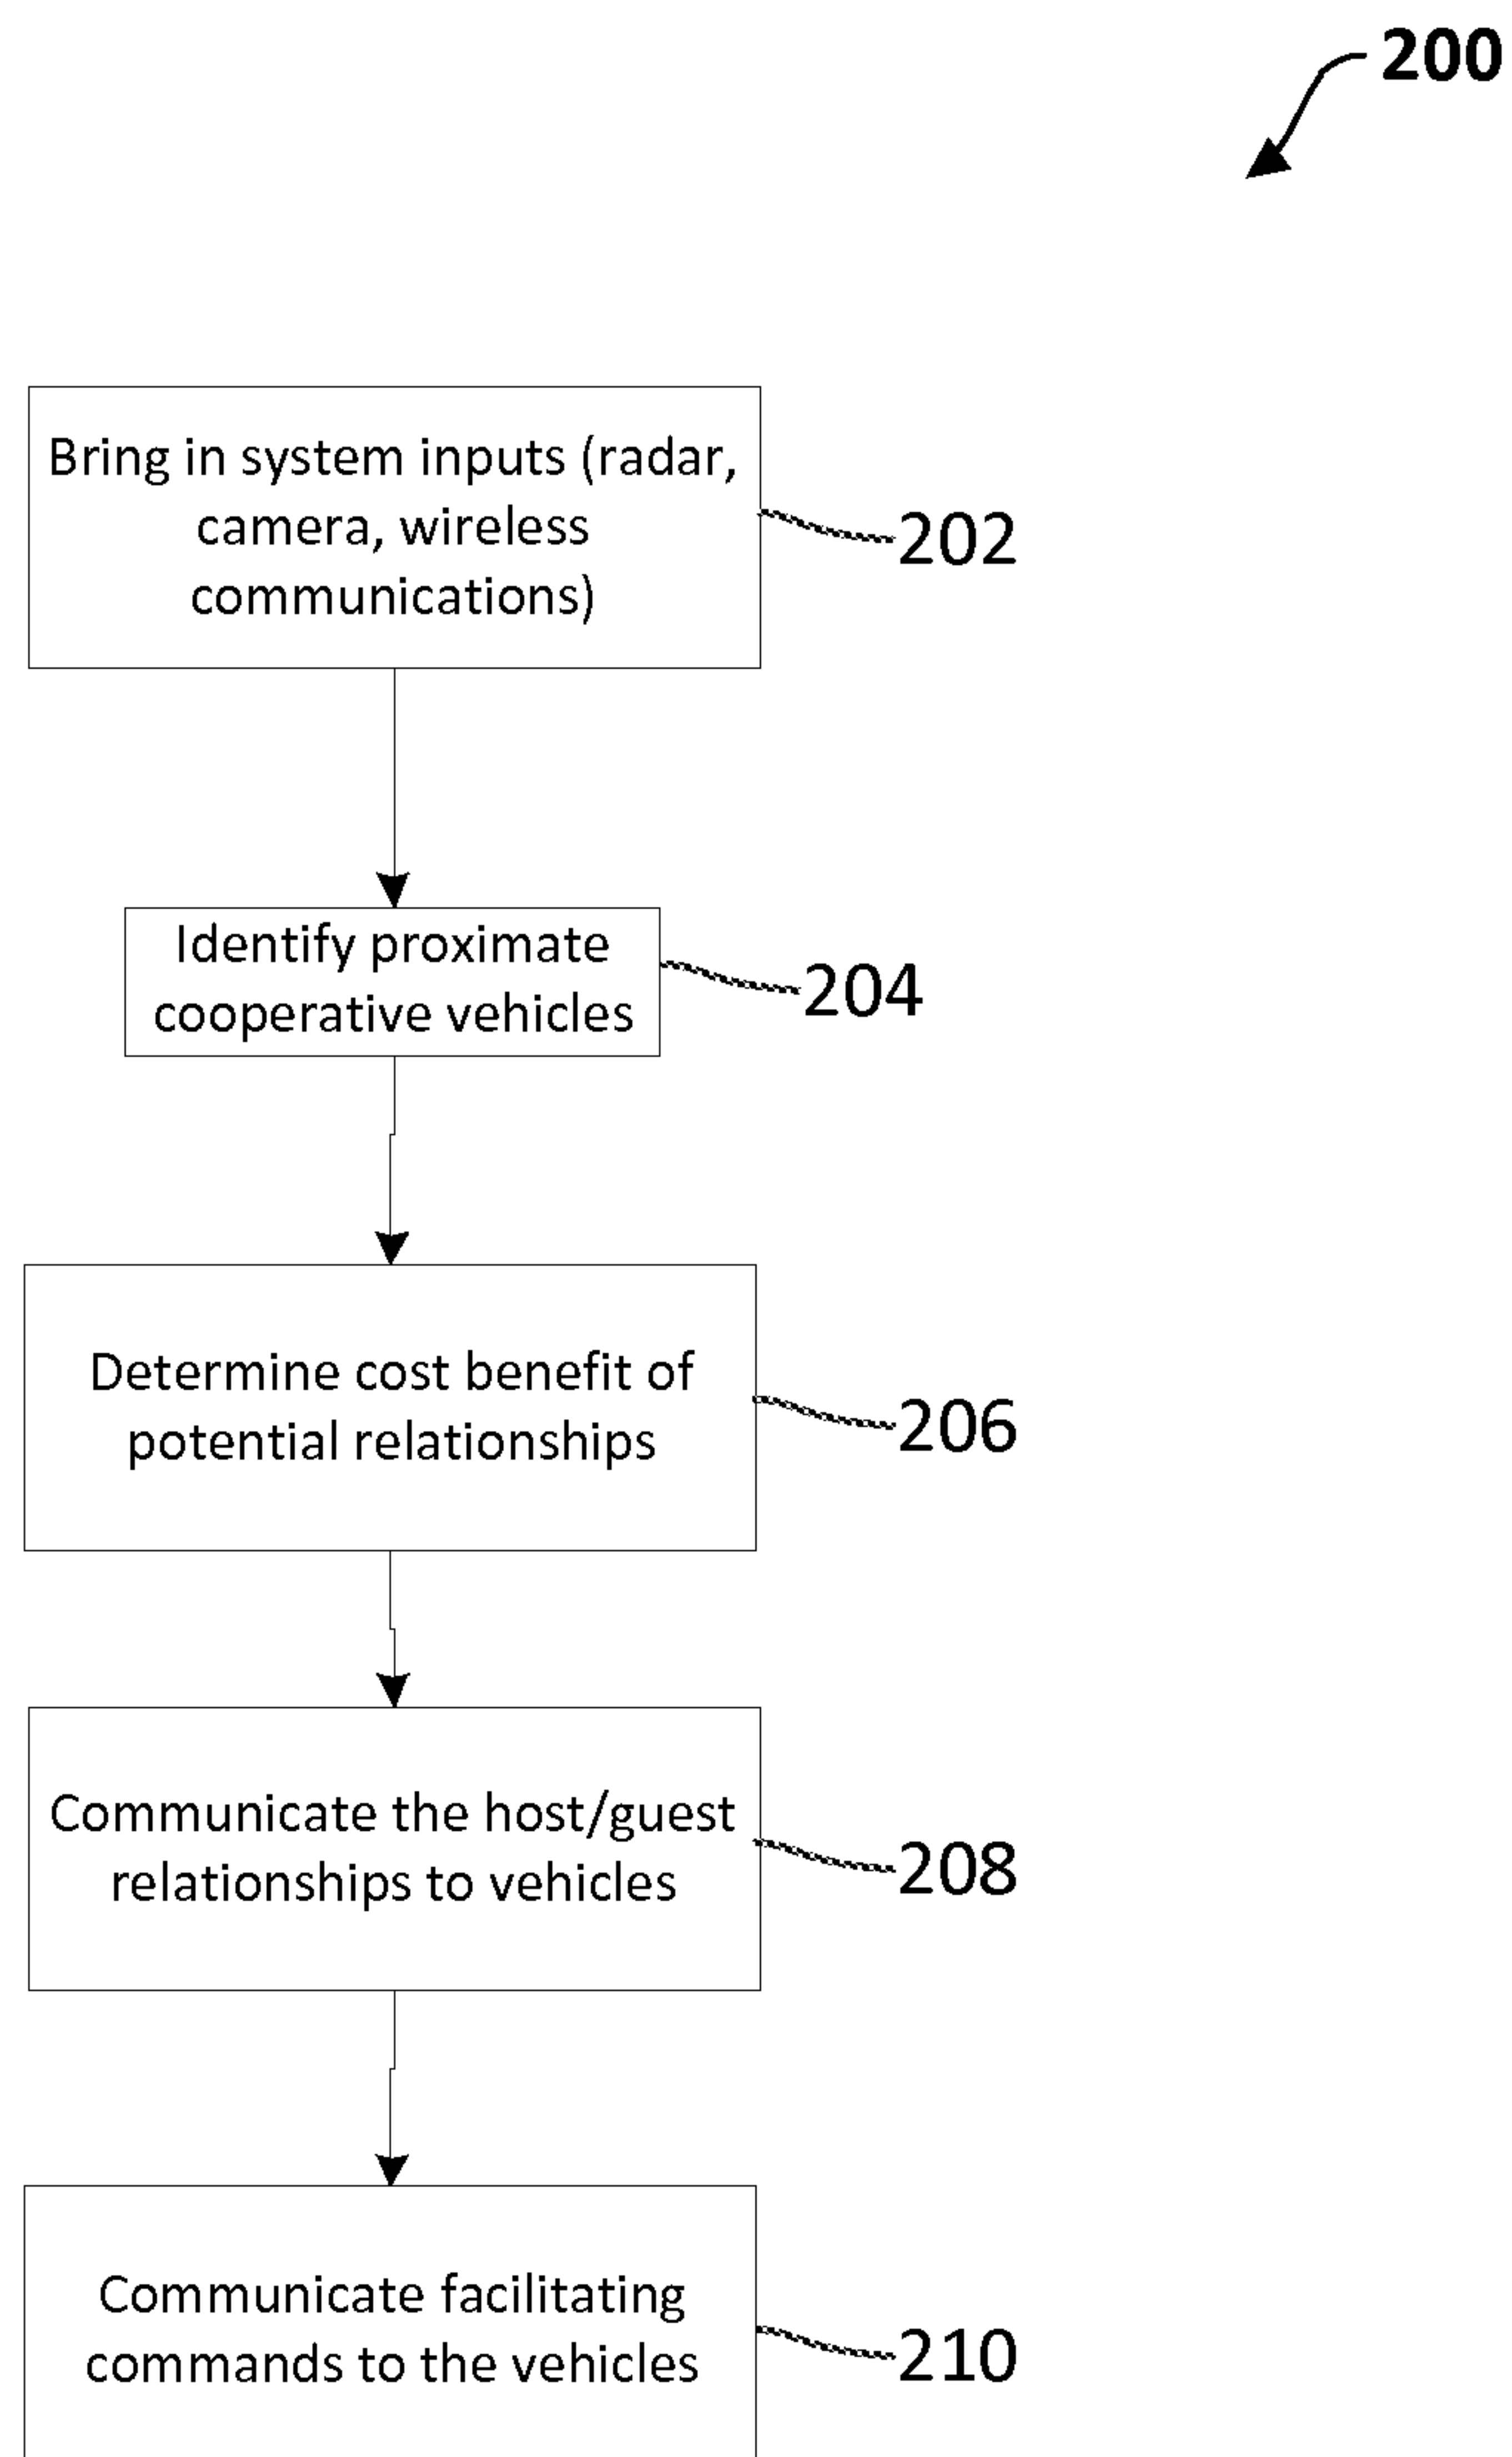 200
Bring in system inputs (radar,
camera, wireless
communications)
202
Identify proximate
cooperative vehicles
204
Determine cost benefit of
potential relationships
206
Communicate the host/guest
relationships to vehicles
208
Communicate facilitating
commands to the vehicles
210